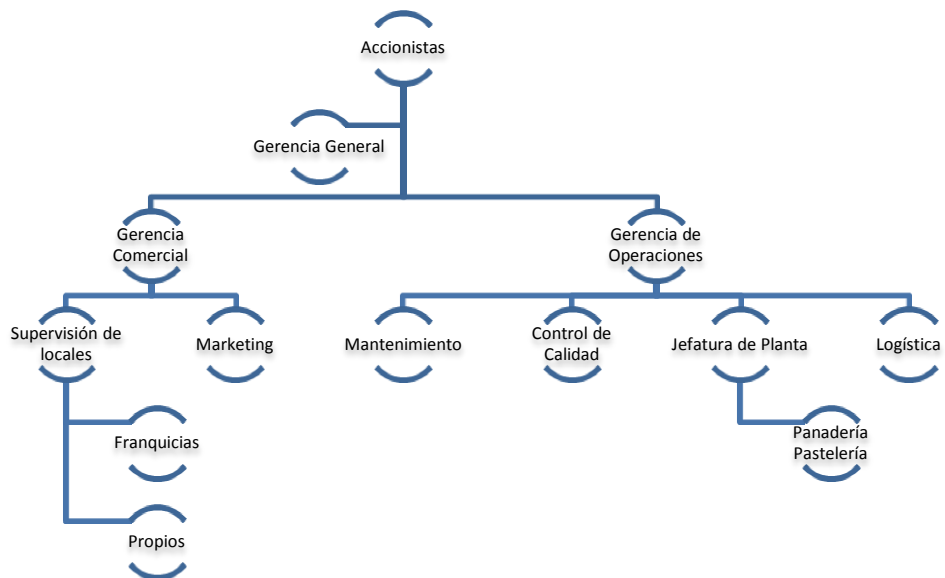 Accionistas
Gerencia General
Gerencia
Comercial
Gerencia de
Operaciones
Supervisión de
locales
Marketing
Mantenimiento
Control de
Calidad
Jefatura de Planta
Logística
Franquicias
Panadería
Pastelería
Propios